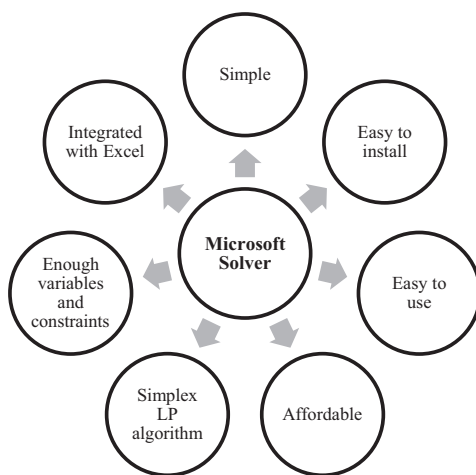 Simple
Easy to
install
Easy to
use
Affordable
Simplex
LP
algorithm
Enough
variables
and
constraints
Integrated
with Excel
Microsoft
Solver